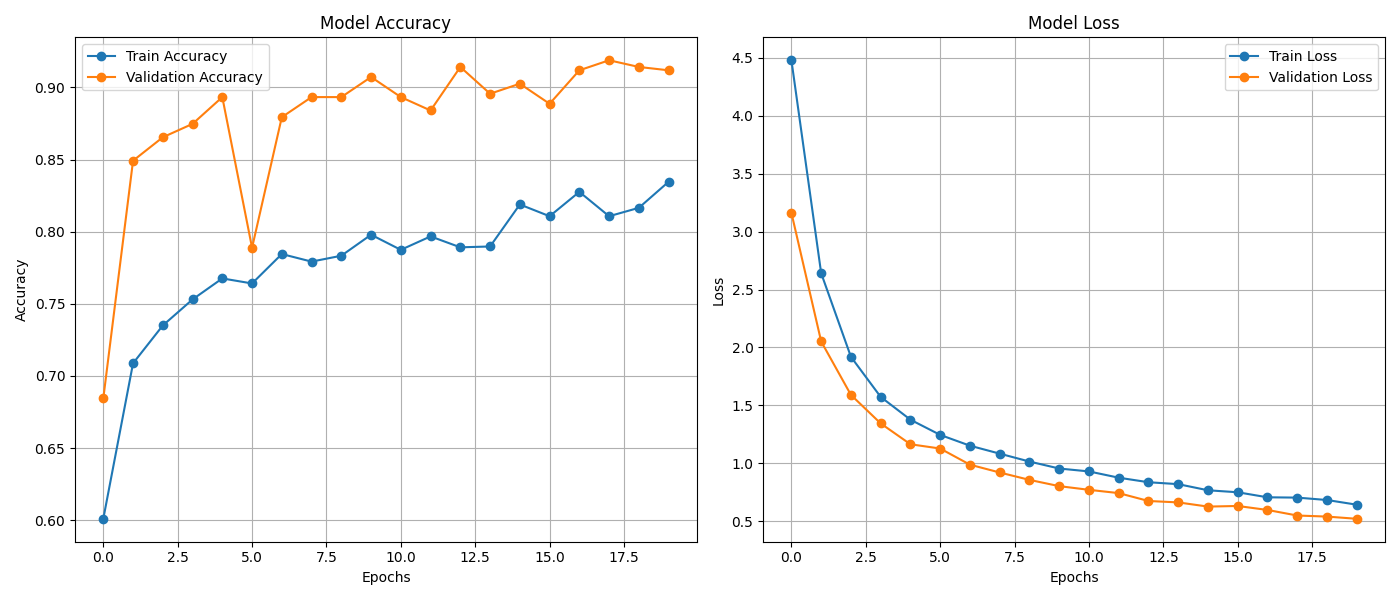 Model Accuracy
Train Accuracy
Validation Accuracy
0.90
0.85
0.80
0.75
0.70
0.65
0.60
Accuracy
0.0 2.5 5.0 7.5 10.0 12.5 15.0 17.5
Epochs
Model Loss
Train Loss
Validation Loss
4.5
4.0
3.5
3.0
2.5
2.0
1.5
1.0
0.5
Loss
0.0 2.5 5.0 7.5 10.0 12.5 15.0 17.5
Epochs